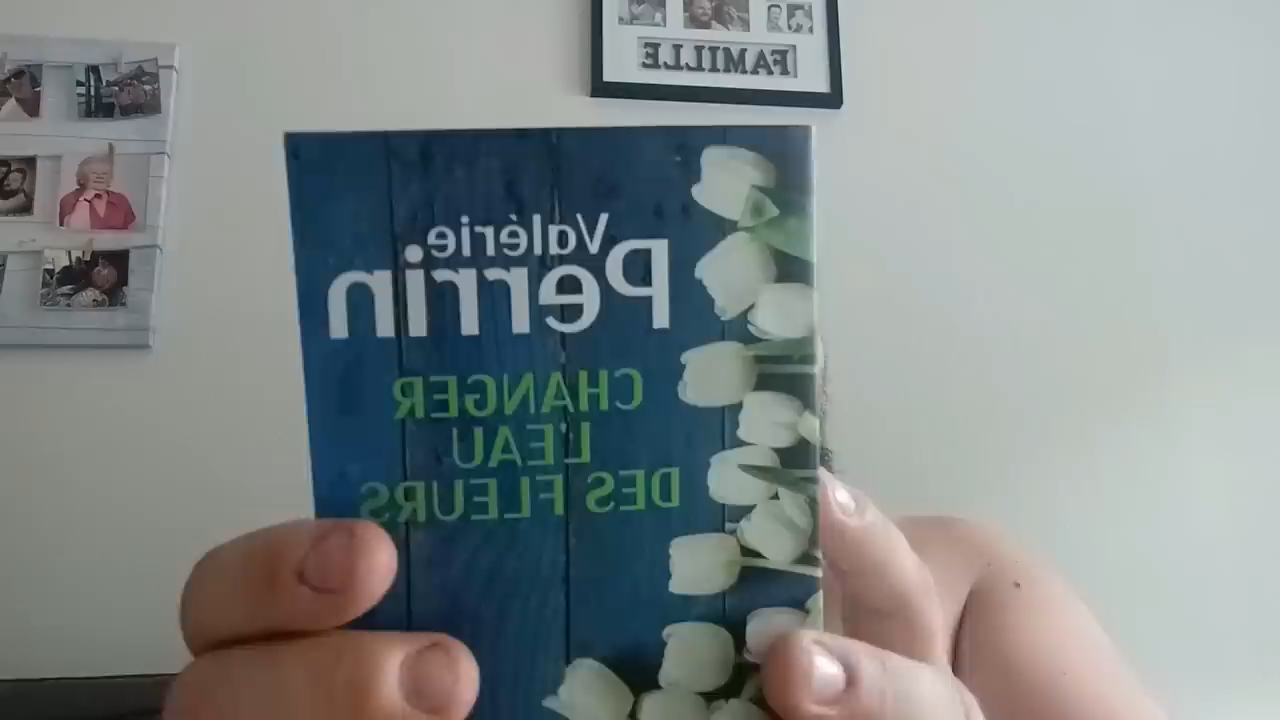 FAMILLE
Valérie
Perrin
CHANGER
L'EAU
DES FLEURS